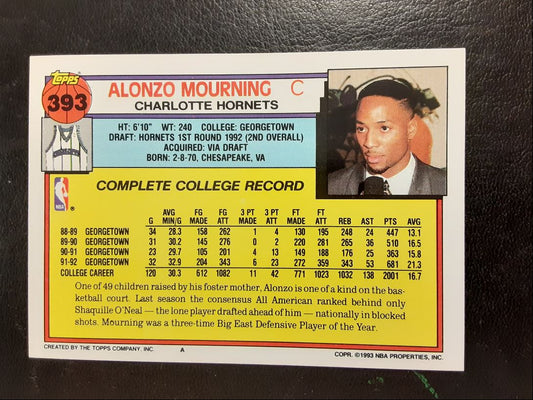 Topps
393
ALONZO MOURNING C
CHARLOTTE HORNETS
HT: 6'10" WT: 240 COLLEGE: GEORGETOWN
DRAFT: HORNETS 1ST ROUND 1992 (2ND OVERALL)
ACQUIRED: VIA DRAFT
BORN: 2-8-70, CHESAPEAKE, VA
NBA
COMPLETE COLLEGE RECORD
AVG FG FG 3 PT 3 PT FT FT
G MIN/G MADE ATT MADE ATT MADE ATT REB AST PTS AVG
88-89 GEORGETOWN 34 28.3 158 262 1 4 130 195 248 24 447 13.1
89-90 GEORGETOWN 31 30.2 145 276 0 2 220 281 265 36 510 16.5
90-91 GEORGETOWN 23 29.7 105 201 4 13 149 188 176 25 363 15.8
91-92 GEORGETOWN 32 32.9 204 343 6 23 272 359 343 53 681 21.3
COLLEGE CAREER 120 30.3 612 1082 11 42 771 1023 1032 138 2001 16.7
One of 49 children raised by his foster mother, Alonzo is one of a kind on the bas-
ketball court. Last season the consensus All American ranked behind only
Shaquille O'Neal — the lone player drafted ahead of him — nationally in blocked
shots. Mourning was a three-time Big East Defensive Player of the Year.
CREATED BY THE TOPPS COMPANY, INC. A COPR. ©1993 NBA PROPERTIES, INC.